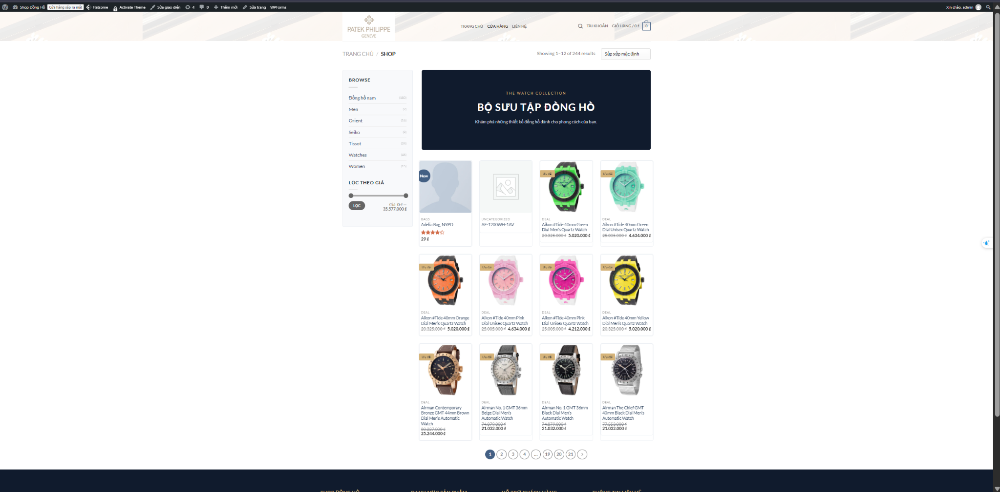 Shop Đồng Hồ Cửa hàng sắp ra mắt Flatsome Activate Theme Sửa giao diện 4 0 Thêm mới Sửa trang WPForms Xin chào, admin
PATEK PHILIPPE
GENEVE
TRANG CHỦ CỬA HÀNG LIÊN HỆ TÀI KHOẢN GIỎ HÀNG / 0 ₫ 0
TRANG CHỦ / SHOP Showing 1–12 of 244 results Sắp xếp mặc định
BROWSE
Đồng hồ nam (180)
Men (7)
Orient (16)
Seiko
Tissot (34)
Watches (46)
Women (15)
LỌC THEO GIÁ
LỌC Giá: 0 ₫ —
35.577.000 ₫
THE WATCH COLLECTION
BỘ SƯU TẬP ĐỒNG HỒ
Khám phá những thiết kế đồng hồ dành cho phong cách của bạn.
New
BAGS
Adelia Bag, NYPD
29 ₫
UNCATEGORIZED
AE-1200WH-1AV
Ưu đãi
DEAL
Aikon #Tide 40mm Green
Dial Men's Quartz Watch
20.325.000 ₫ 5.020.000 ₫
Ưu đãi
DEAL
Aikon #Tide 40mm Green
Dial Unisex Quartz Watch
25.005.000 ₫ 4.634.000 ₫
Ưu đãi
DEAL
Aikon #Tide 40mm Orange
Dial Men's Quartz Watch
20.325.000 ₫ 5.020.000 ₫
Ưu đãi
DEAL
Aikon #Tide 40mm Pink
Dial Unisex Quartz Watch
25.005.000 ₫ 4.634.000 ₫
Ưu đãi
DEAL
Aikon #Tide 40mm Pink
Dial Unisex Quartz Watch
25.005.000 ₫ 4.212.000 ₫
Ưu đãi
DEAL
Aikon #Tide 40mm Yellow
Dial Men's Quartz Watch
20.325.000 ₫ 5.020.000 ₫
Ưu đãi
DEAL
Airman Contemporary
Bronze GMT 44mm Brown
Dial Men's Automatic
Watch
80.227.000 ₫
25.244.000 ₫
Ưu đãi
DEAL
Airman No. 1 GMT 36mm
Beige Dial Men's
Automatic Watch
74.879.000 ₫
21.032.000 ₫
Ưu đãi
DEAL
Airman No. 1 GMT 36mm
Black Dial Men's
Automatic Watch
74.879.000 ₫
21.032.000 ₫
Ưu đãi
DEAL
Airman The Chief GMT
40mm Black Dial Men's
Automatic Watch
77.553.000 ₫
21.032.000 ₫
1 2 3 4 … 19 20 21
SHOP ĐỒNG HỒ DANH MỤC SẢN PHẨM HỖ TRỢ KHÁCH HÀNG THÔNG TIN LIÊN HỆ